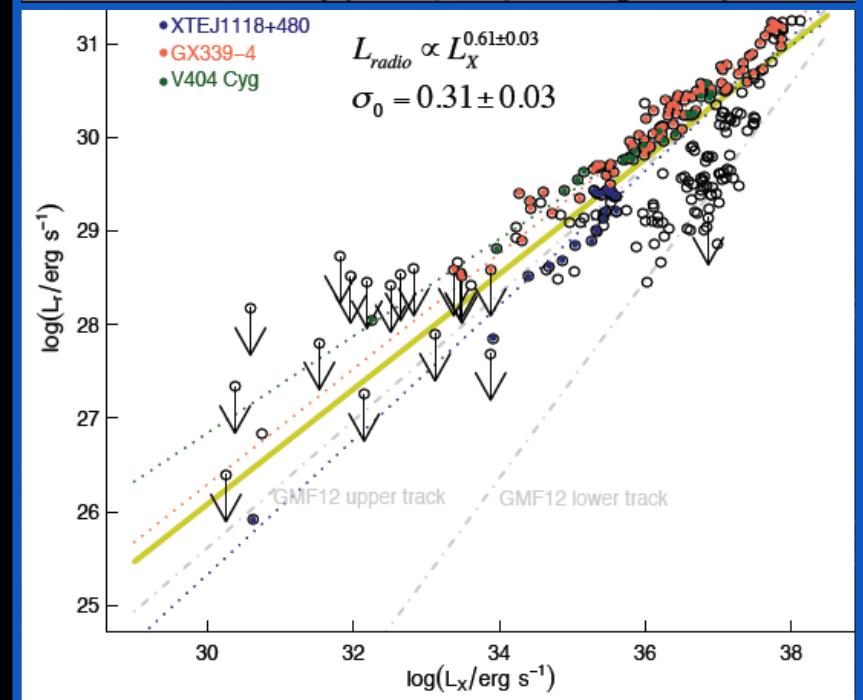 XTEJ1118+480
GX339−4
V404 Cyg
L_radio ∝ L_X^0.61±0.03
σ_0 = 0.31±0.03
log(L_r/erg s⁻¹)
31
30
29
28
27
26
25
GMF12 upper track
GMF12 lower track
30
32
34
36
38
log(L_X/erg s⁻¹)